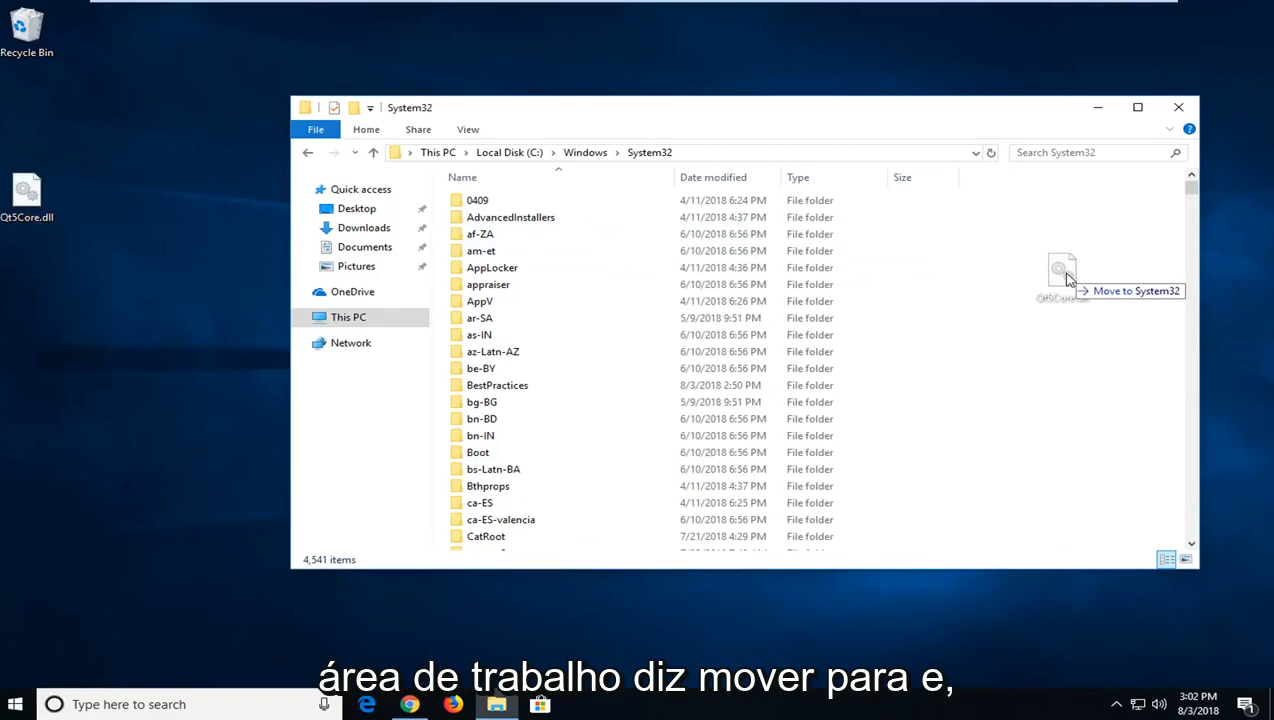 Recycle Bin
Qt5Core.dll
System32
File Home Share View
This PC Local Disk (C:) Windows System32
Search System32
Name Date modified Type Size
Quick access
Desktop
Downloads
Documents
Pictures
OneDrive
This PC
Network
0409 4/11/2018 6:24 PM File folder
AdvancedInstallers 4/11/2018 4:37 PM File folder
af-ZA 6/10/2018 6:56 PM File folder
am-et 6/10/2018 6:56 PM File folder
AppLocker 4/11/2018 4:36 PM File folder
appraiser 6/10/2018 6:56 PM File folder
AppV 4/11/2018 6:26 PM File folder
ar-SA 5/9/2018 9:51 PM File folder
as-IN 6/10/2018 6:56 PM File folder
az-Latn-AZ 6/10/2018 6:56 PM File folder
be-BY 6/10/2018 6:56 PM File folder
BestPractices 8/3/2018 2:50 PM File folder
bg-BG 5/9/2018 9:51 PM File folder
bn-BD 6/10/2018 6:56 PM File folder
bn-IN 6/10/2018 6:56 PM File folder
Boot 6/10/2018 6:56 PM File folder
bs-Latn-BA 6/10/2018 6:56 PM File folder
Bthprops 4/11/2018 4:37 PM File folder
ca-ES 4/11/2018 6:25 PM File folder
ca-ES-valencia 6/10/2018 6:56 PM File folder
CatRoot 7/21/2018 4:29 PM File folder
Move to System32
4,541 items
área de trabalho diz mover para e,
Type here to search
3:02 PM
8/3/2018
1